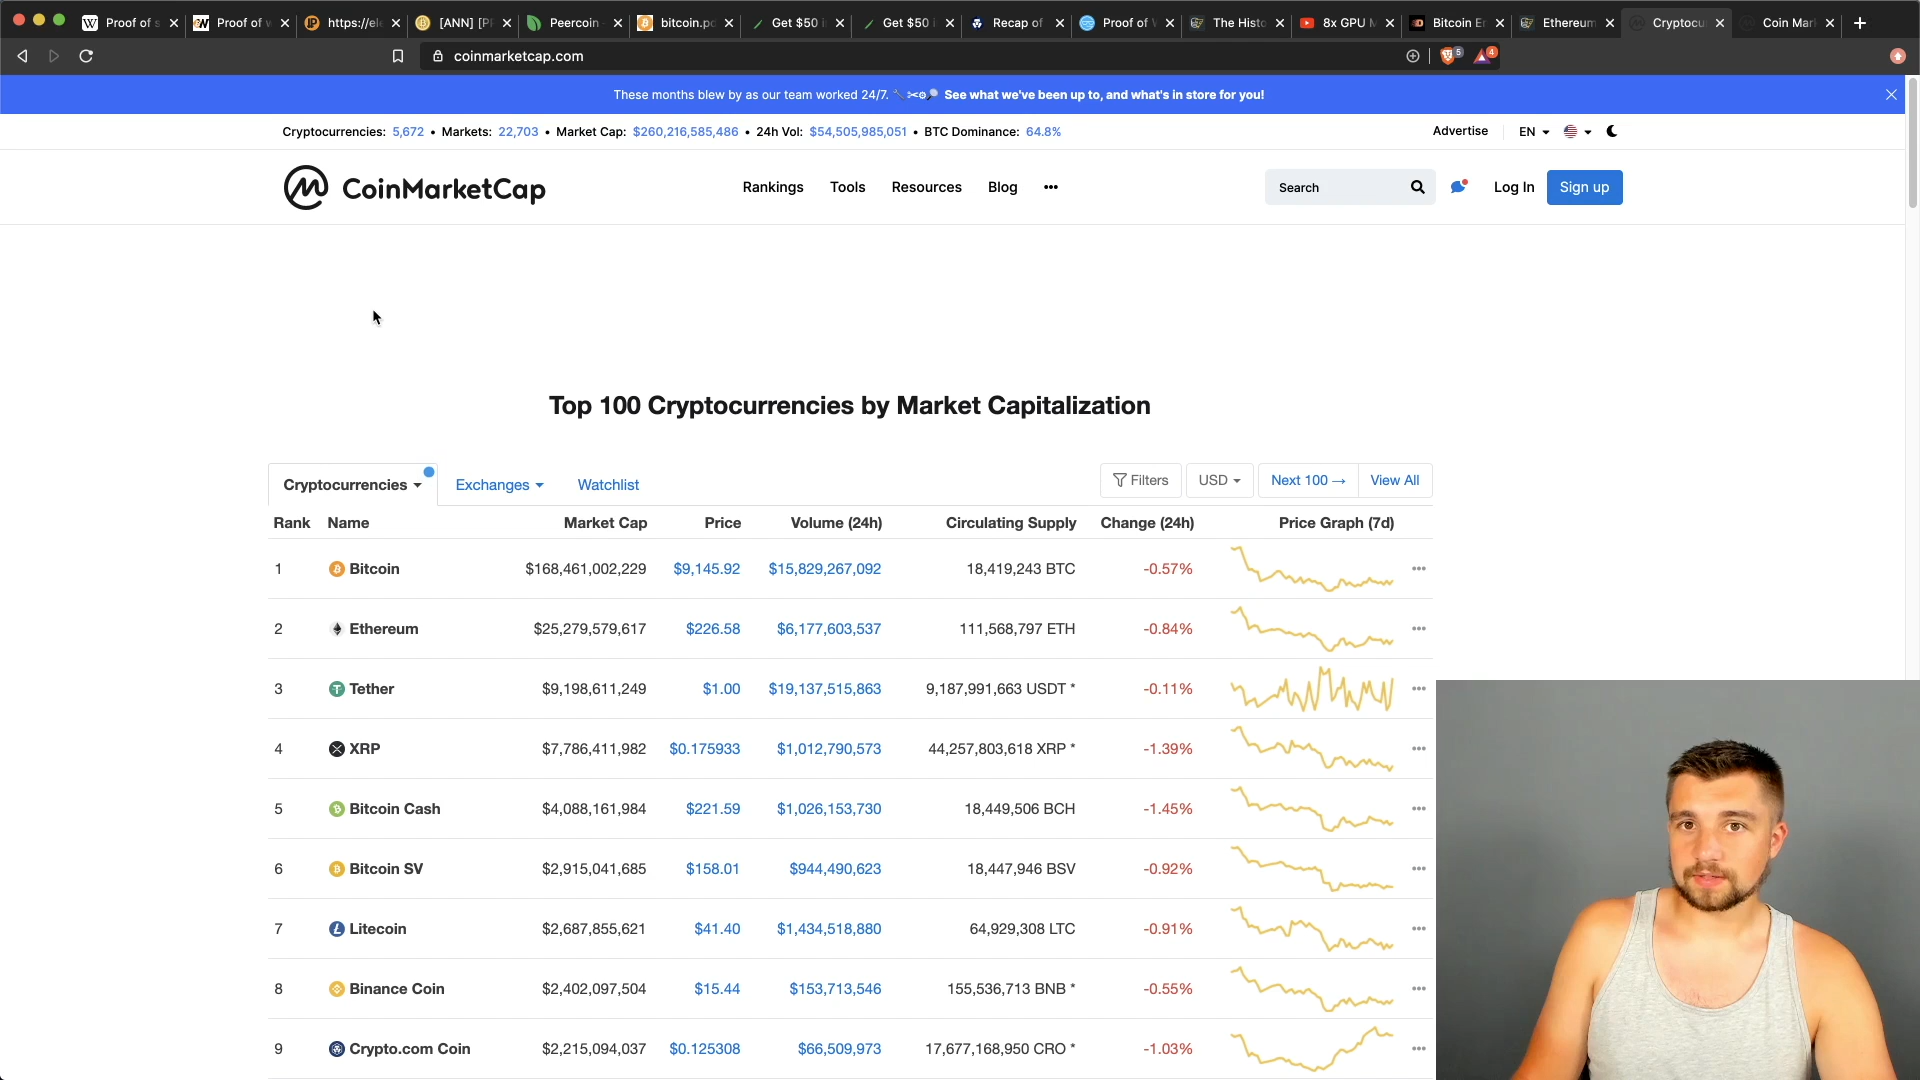 Proof of s
Proof of w
https://ele
[ANN] [P
Peercoin
bitcoin.pd
Get $50 i
Get $50
Recap of
Proof of W
The Histo
8x GPU M
Bitcoin E
Ethereum
Cryptocu
Coin Mar
coinmarketcap.com
5
4
These months blew by as our team worked 24/7. See what we've been up to, and what's in store for you!
Cryptocurrencies: 5,672 • Markets: 22,703 • Market Cap: $260,216,585,486 • 24h Vol: $54,505,985,051 • BTC Dominance: 64.8%
Advertise EN
CoinMarketCap
Rankings Tools Resources Blog
Search
Log In Sign up
Top 100 Cryptocurrencies by Market Capitalization
Cryptocurrencies Exchanges Watchlist
Filters USD Next 100 → View All
Rank Name Market Cap Price Volume (24h) Circulating Supply Change (24h) Price Graph (7d)
1 Bitcoin $168,461,002,229 $9,145.92 $15,829,267,092 18,419,243 BTC -0.57%
2 Ethereum $25,279,579,617 $226.58 $6,177,603,537 111,568,797 ETH -0.84%
3 Tether $9,198,611,249 $1.00 $19,137,515,863 9,187,991,663 USDT * -0.11%
4 XRP $7,786,411,982 $0.175933 $1,012,790,573 44,257,803,618 XRP * -1.39%
5 Bitcoin Cash $4,088,161,984 $221.59 $1,026,153,730 18,449,506 BCH -1.45%
6 Bitcoin SV $2,915,041,685 $158.01 $944,490,623 18,447,946 BSV -0.92%
7 Litecoin $2,687,855,621 $41.40 $1,434,518,880 64,929,308 LTC -0.91%
8 Binance Coin $2,402,097,504 $15.44 $153,713,546 155,536,713 BNB * -0.55%
9 Crypto.com Coin $2,215,094,037 $0.125308 $66,509,973 17,677,168,950 CRO * -1.03%